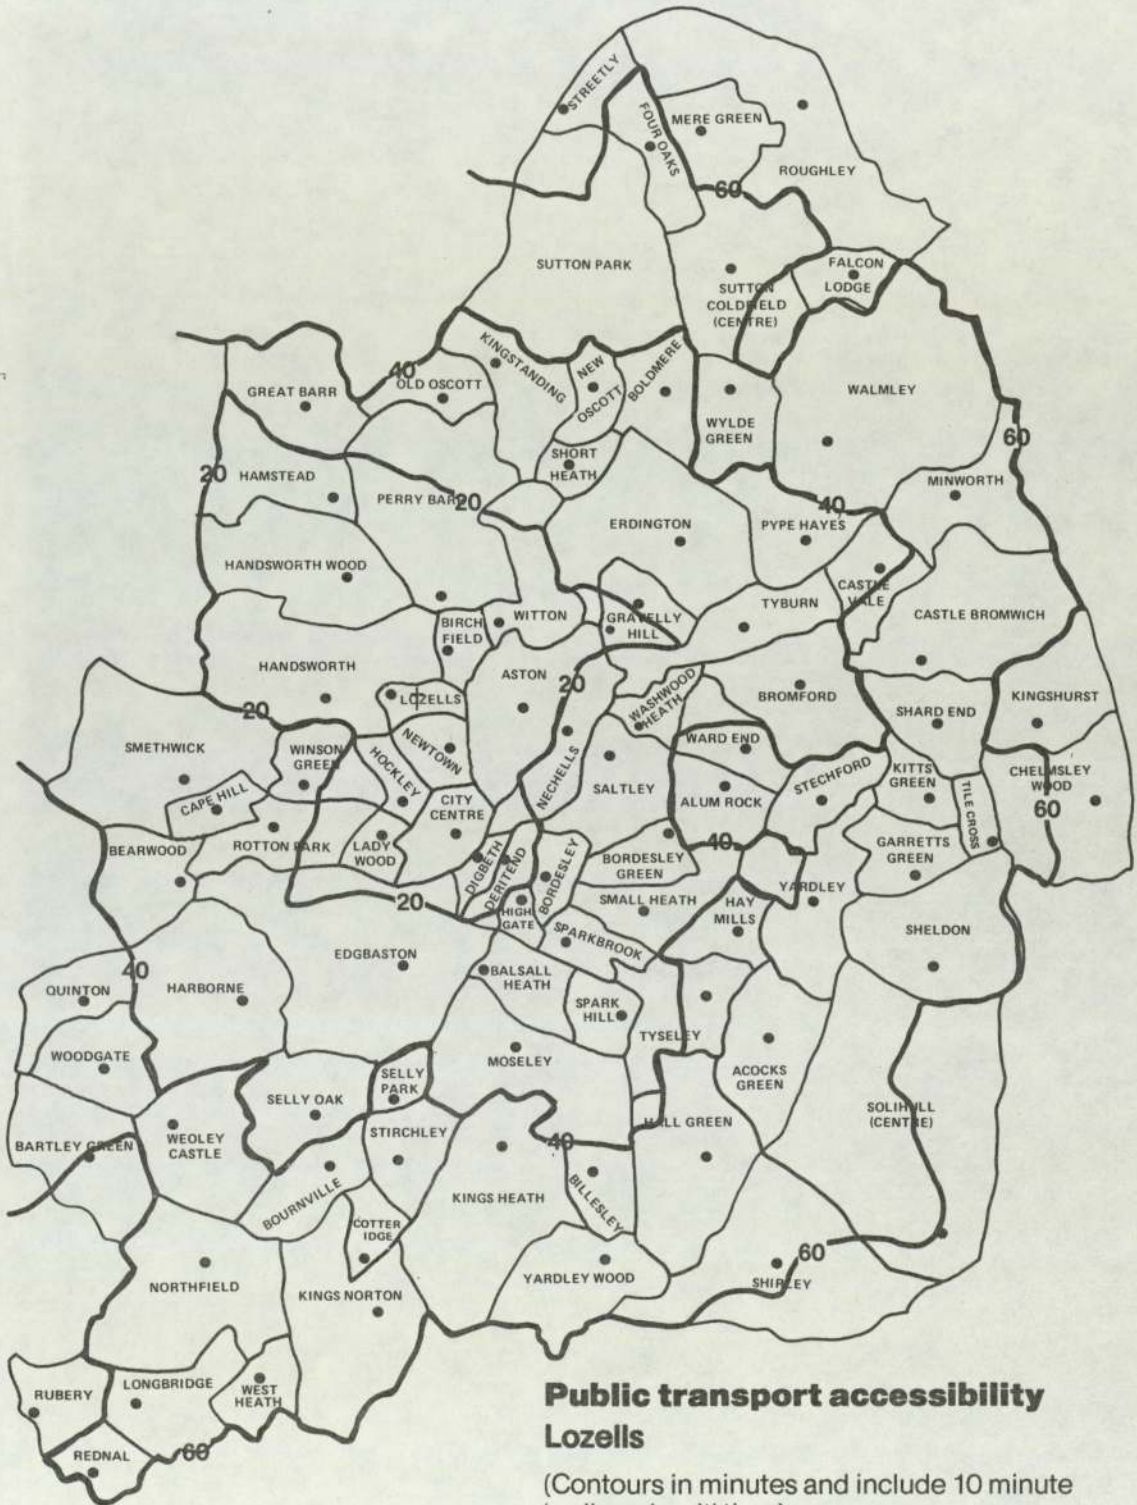 STREETLY
FOUR OAKS
MERE GREEN
ROUGHLEY
60
SUTTON PARK
SUTTON
COLDFIELD
(CENTRE)
FALCON
LODGE
40
KINGSTANDING
NEW
OSCOTT
BOLDMERE
OLD OSCOTT
GREAT BARR
WYLDE
GREEN
WALMLEY
60
20
HAMSTEAD
SHORT
HEATH
MINWORTH
PERRY BARR
20
ERDINGTON
PYPE HAYES
40
HANDSWORTH WOOD
CASTLE
VALE
TYBURN
CASTLE BROMWICH
BIRCH
FIELD
WITTON
GRAVELLY
HILL
HANDSWORTH
ASTON
20
LOZELLS
WASHWOOD
HEATH
BROMFORD
SHARD END
KINGSHURST
20
SMETHWICK
WINSON
GREEN
HOCKLEY
NEWTOWN
NECHELLS
WARD END
STECHFORD
KITTS
GREEN
TILE CROSS
CHELMSLEY
WOOD
60
CAPE HILL
CITY
CENTRE
SALTLEY
ALUM ROCK
BEARWOOD
ROTTON PARK
LADY
WOOD
DIGBETH
DERITEND
BORDESLEY
BORDESLEY
GREEN
40
GARRETTS
GREEN
20
HIGH
GATE
SMALL HEATH
HAY
MILLS
YARDLEY
SPARKBROOK
SHELDON
EDGBASTON
40
QUINTON
HARBORNE
BALSALL
HEATH
SPARK
HILL
TYSELEY
WOODGATE
MOSELEY
ACOCKS
GREEN
SELLY
PARK
SELLY OAK
SOLIHULL
(CENTRE)
BARTLEY GREEN
WEOLEY
CASTLE
STIRCHLEY
40
HALL GREEN
BOURNVILLE
KINGS HEATH
BILLESLEY
COTTER
IDGE
60
NORTHFIELD
KINGS NORTON
YARDLEY WOOD
SHIRLEY
RUBERY
LONGBRIDGE
WEST
HEATH
REDNAL
60
Public transport accessibility
Lozells
(Contours in minutes and include 10 minute